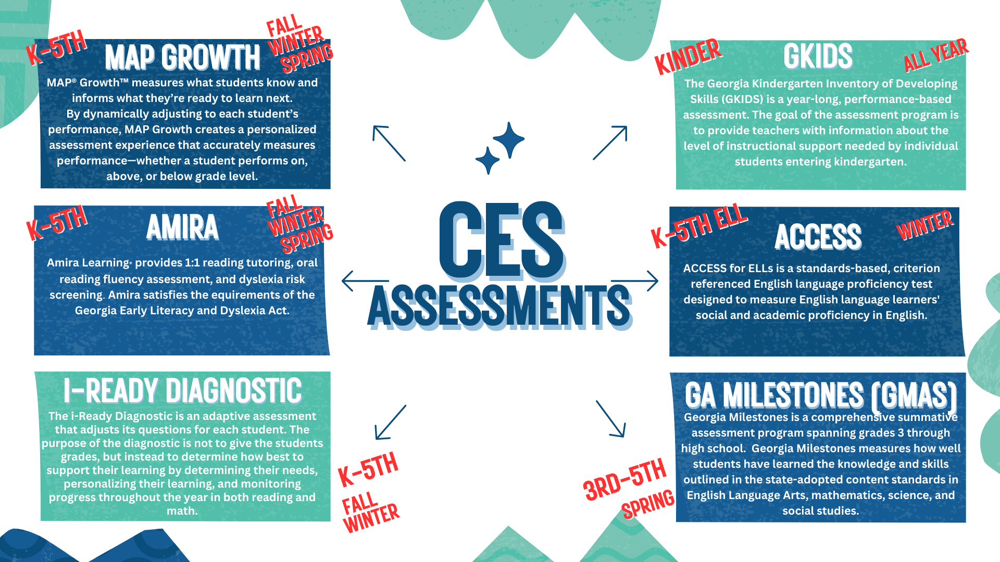 K-5TH
MAP GROWTH
FALL
WINTER
SPRING
MAP® Growth™ measures what students know and
informs what they're ready to learn next.
By dynamically adjusting to each student's
performance, MAP Growth creates a personalized
assessment experience that accurately measures
performance—whether a student performs on,
above, or below grade level.
K-5TH
AMIRA
FALL
WINTER
SPRING
Amira Learning® provides 1:1 reading tutoring, oral
reading fluency assessment, and dyslexia risk
screening. Amira satisfies the equirements of the
Georgia Early Literacy and Dyslexia Act.
I-READY DIAGNOSTIC
The i-Ready Diagnostic is an adaptive assessment
that adjusts its questions for each student. The
purpose of the diagnostic is not to give the students
grades, but instead to determine how best to
support their learning by determining their needs,
personalizing their learning, and monitoring
progress throughout the year in both reading and
math.
K-5TH
FALL
WINTER
CES
ASSESSMENTS
KINDER
GKIDS
ALL YEAR
The Georgia Kindergarten Inventory of Developing
Skills (GKIDS) is a year-long, performance-based
assessment. The goal of the assessment program is
to provide teachers with information about the
level of instructional support needed by individual
students entering kindergarten.
K-5TH ELL
ACCESS
WINTER
ACCESS for ELLs is a standards-based, criterion
referenced English language proficiency test
designed to measure English language learners'
social and academic proficiency in English.
GA MILESTONES (GMAS)
Georgia Milestones is a comprehensive summative
assessment program spanning grades 3 through
high school.  Georgia Milestones measures how well
students have learned the knowledge and skills
outlined in the state-adopted content standards in
English Language Arts, mathematics, science, and
social studies.
3RD-5TH
SPRING